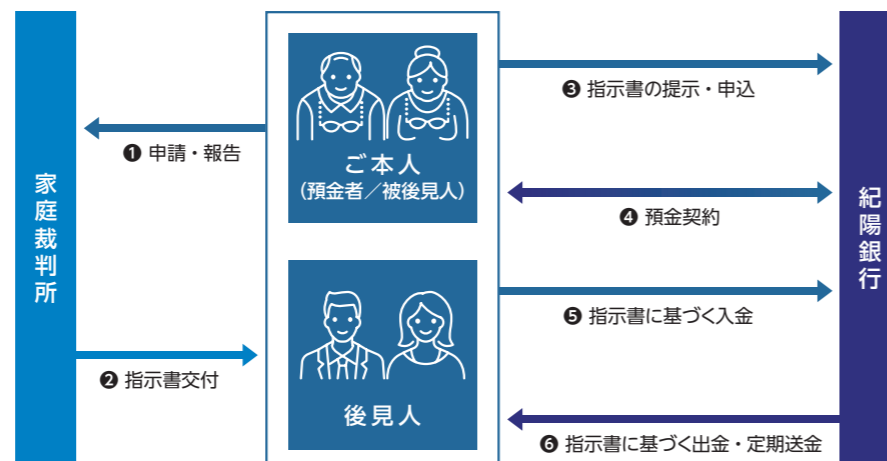 家庭裁判所
❶ 申請・報告
❷ 指示書交付
ご本人
（預金者／被後見人）
後見人
❸ 指示書の提示・申込
❹ 預金契約
❺ 指示書に基づく入金
❻ 指示書に基づく出金・定期送金
紀陽銀行